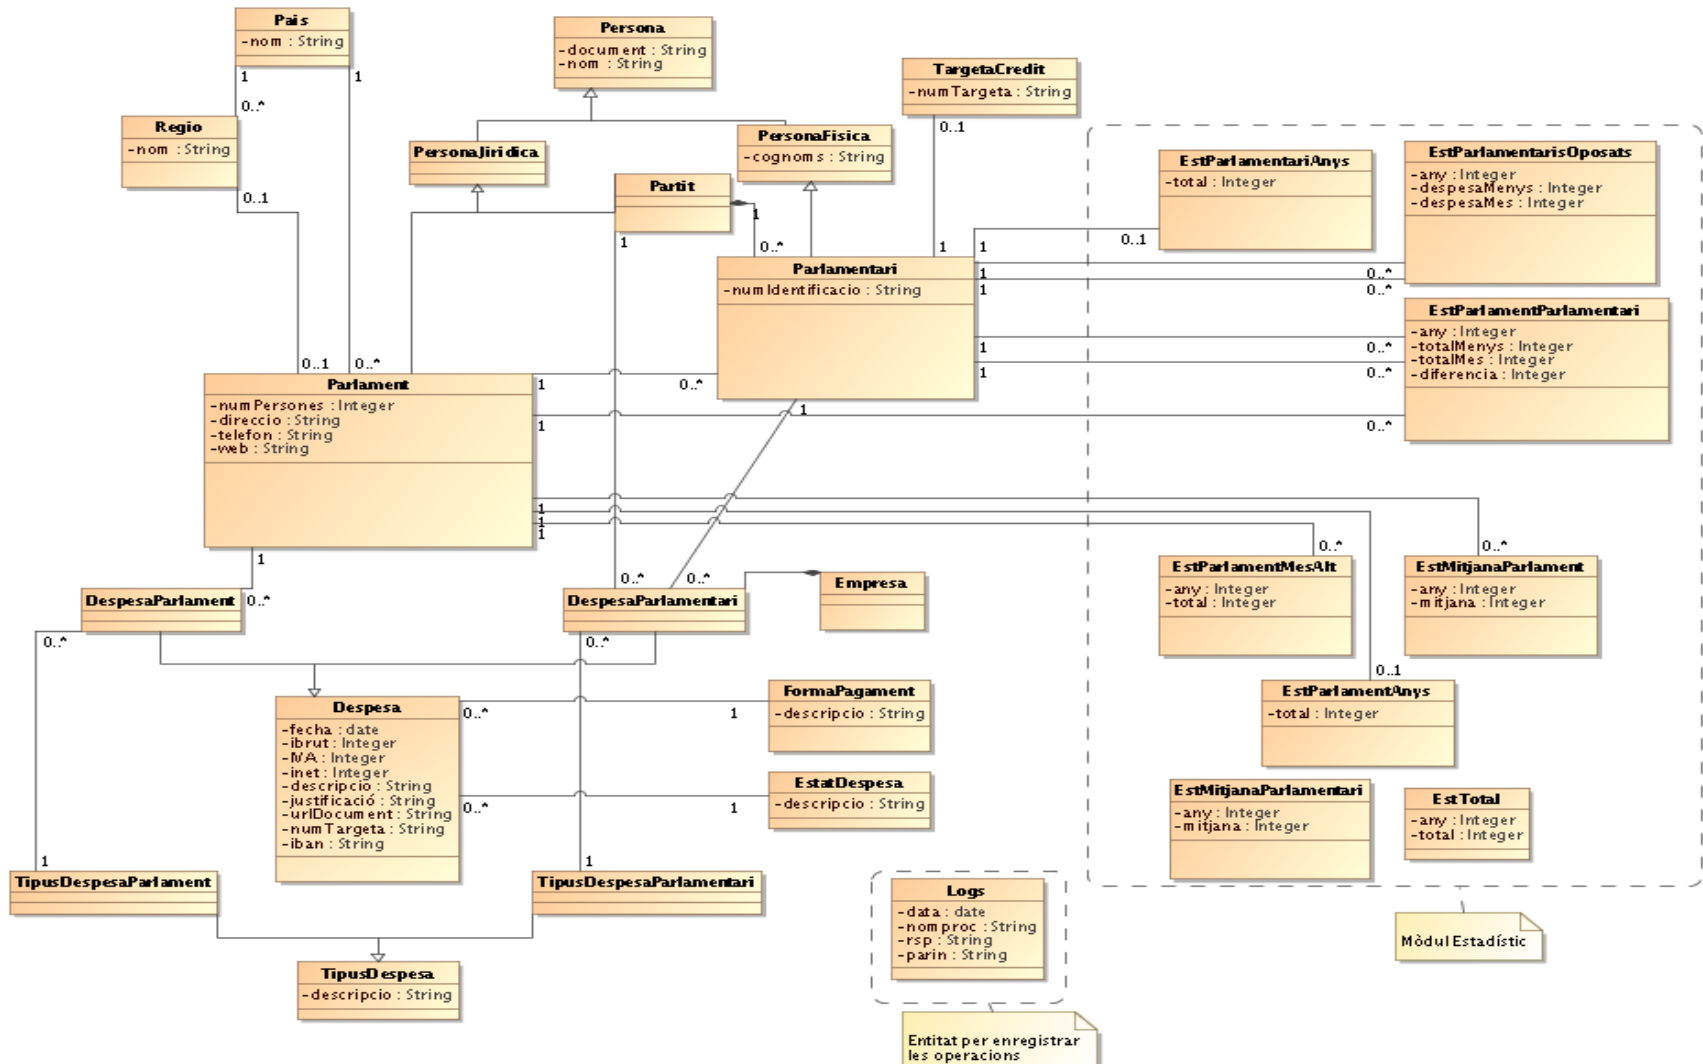 Pais
-nom : String
Persona
-document : String
-nom : String
TargetaCredit
-numTargeta : String
1
1
0..*
0..1
Regio
-nom : String
PersonaJiridica
PersonaFisica
-cognoms : String
EstParlamentariAnys
-total : Integer
EstParlamentarisOposats
-any : Integer
-despesaMenys : Integer
-despesaMes : Integer
Partit
0..1
1
1
0..*
1
1
0..1
Parlamentari
-numIdentificacio : String
1
0..*
1
0..*
EstParlamentParlamentari
-any : Integer
-totalMenys : Integer
-totalMes : Integer
-diferencia : Integer
1
0..*
1
0..*
0..1
0..*
Parlament
-numPersones : Integer
-direccio : String
-telefon : String
-web : String
1
0..*
1
1
0..*
1
1
1
0..*
0..*
1
EstParlamentMesAlt
-any : Integer
-total : Integer
EstMitjanaParlament
-any : Integer
-mitjana : Integer
DespesaParlament
0..*
0..*
0..*
DespesaParlamentari
Empresa
0..*
0..*
0..1
EstParlamentAnys
-total : Integer
Despesa
-fecha : date
-ibrut : Integer
-IVA : Integer
-inet : Integer
-descripcio : String
-justificació : String
-urlDocument : String
-numTargeta : String
-iban : String
0..*
1
FormaPagament
-descripcio : String
0..*
1
EstatDespesa
-descripcio : String
EstMitjanaParlamentari
-any : Integer
-mitjana : Integer
EstTotal
-any : Integer
-total : Integer
1
1
TipusDespesaParlament
TipusDespesaParlamentari
Logs
-data : date
-nomproc : String
-rsp : String
-parin : String
Mòdul Estadístic
TipusDespesa
-descripcio : String
Entitat per enregistrar
les operacions